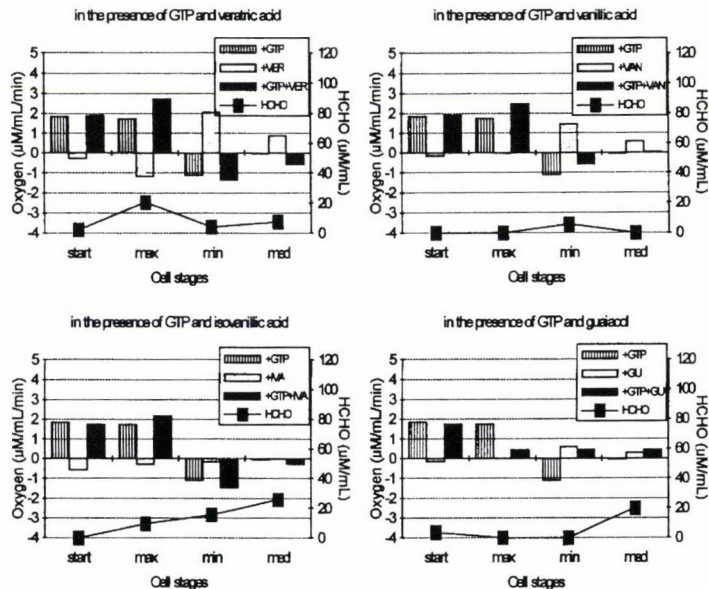 in the presence of GTP and veratric acid
5
4
3
2
1
0
-1
-2
-3
-4
Oxygen (µM/mL/min)
120
100
80
60
40
20
0
HCHO (µM/mL)
+GTP
+VER
+GTP+VER
HCHO
start max min med
Cell stages
in the presence of GTP and vanillic acid
5
4
3
2
1
0
-1
-2
-3
-4
Oxygen (µM/mL/min)
120
100
80
60
40
20
0
HCHO (µM/mL)
+GTP
+VAN
+GTP+VAN
HCHO
start max min med
Cell stages
in the presence of GTP and isovanillic acid
5
4
3
2
1
0
-1
-2
-3
-4
Oxygen (µM/mL/min)
120
100
80
60
40
20
0
HCHO (µM/mL)
+GTP
+IVA
+GTP+IVA
HCHO
start max min med
Cell stages
in the presence of GTP and guaiacol
5
4
3
2
1
0
-1
-2
-3
-4
Oxygen (µM/mL/min)
120
100
80
60
40
20
0
HCHO (µM/mL)
+GTP
+GU
+GTP+GU
HCHO
start max min med
Cell stages